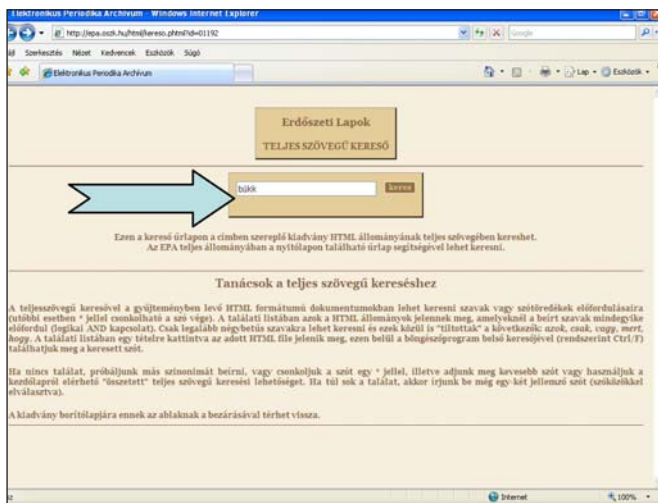 Elektronikus Periodika Archívum - Windows Internet Explorer
http://epa.oszk.hu/html/kereso.phtml?id=01192
Google
Szerkesztés Nézet Kedvencek Eszközök Súgó
Elektronikus Periodika Archívum
Lap
Eszközök
Erdőszeti Lapok
TELJES SZÖVEGŰ KERESŐ
bükk
keres
Ezen a kereső űrlapon a címben szereplő kiadvány HTML állományának teljes szövegében kereshet.
Az EPA teljes állományában a nyitólapon található űrlap segítségével lehet keresni.
Tanácsok a teljes szövegű kereséshez
A teljesszövegű keresővel a gyűjteményben levő HTML formátumú dokumentumokban lehet keresni szavak vagy szótöredékek előfordulásaira
(utóbbi esetben * jellel csonkolható a szó vége). A találati listában azok a HTML állományok jelennek meg, amelyeknél a beírt szavak mindegyike
előfordul (logikai AND kapcsolat). Csak legalább négybetűs szavakra lehet keresni és ezek közül is "tiltottak" a következők: azok, csak, vagy, mert,
hogy. A találati listában egy tételre kattintva az adott HTML file jelenik meg, ezen belül a böngészőprogram belső keresőjével (rendszerint Ctrl/F)
találhatjuk meg a keresett szót.
Ha nincs találat, próbáljunk más szinonimát beírni, vagy csonkoljuk a szót egy * jellel, illetve adjunk meg kevesebb szót vagy használjuk a
kezdőlapról elérhető "összetett" teljes szövegű keresési lehetőséget. Ha túl sok a találat, akkor írjunk be még egy-két jellemző szót (szóközökkel
elválasztva).
A kiadvány borítólapjára ennek az ablaknak a bezárásával térhet vissza.
Internet
100%